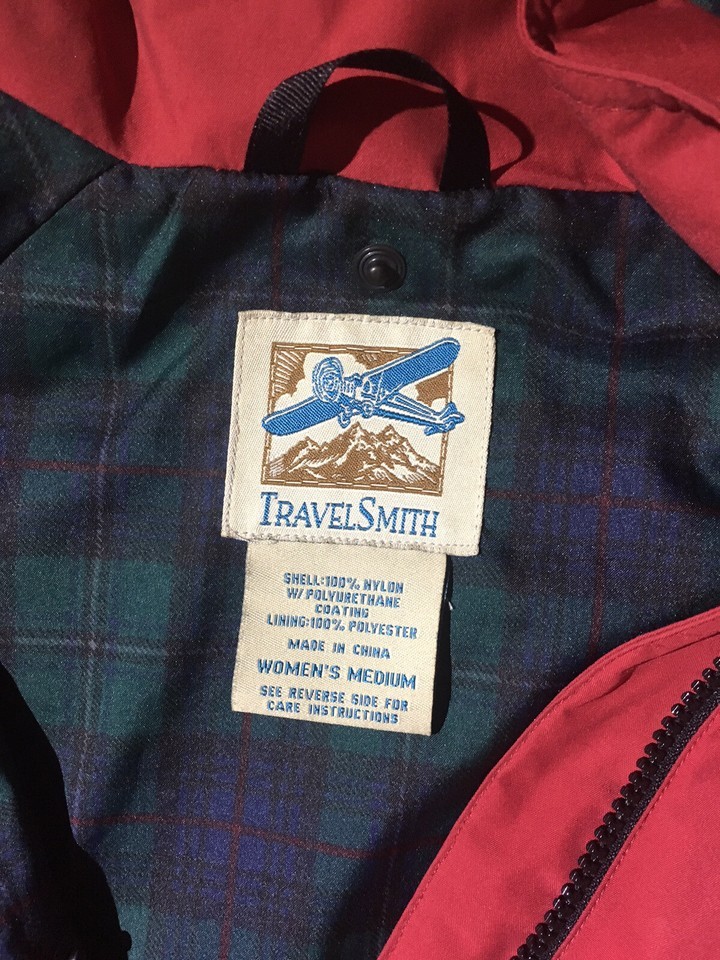 TRAVELSMITH
SHELL:100% NYLON
W/ POLYURETHANE
COATING
LINING:100% POLYESTER
MADE IN CHINA
WOMEN'S MEDIUM
SEE REVERSE SIDE FOR
CARE INSTRUCTIONS